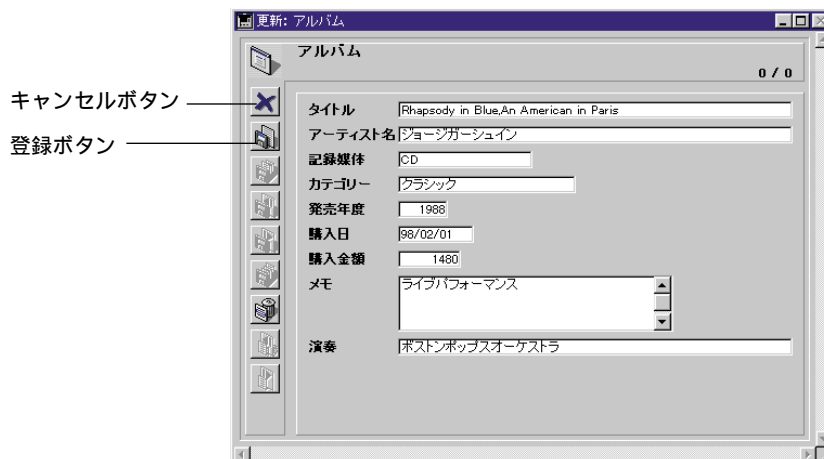 更新: アルバム
アルバム
0 / 0
キャンセルボタン
登録ボタン
タイトル Rhapsody in Blue,An American in Paris
アーティスト名 ジョージガーシュイン
記録媒体 CD
カテゴリー クラシック
発売年度 1988
購入日 98/02/01
購入金額 1480
メモ ライブパフォーマンス
演奏 ボストンポップスオーケストラ